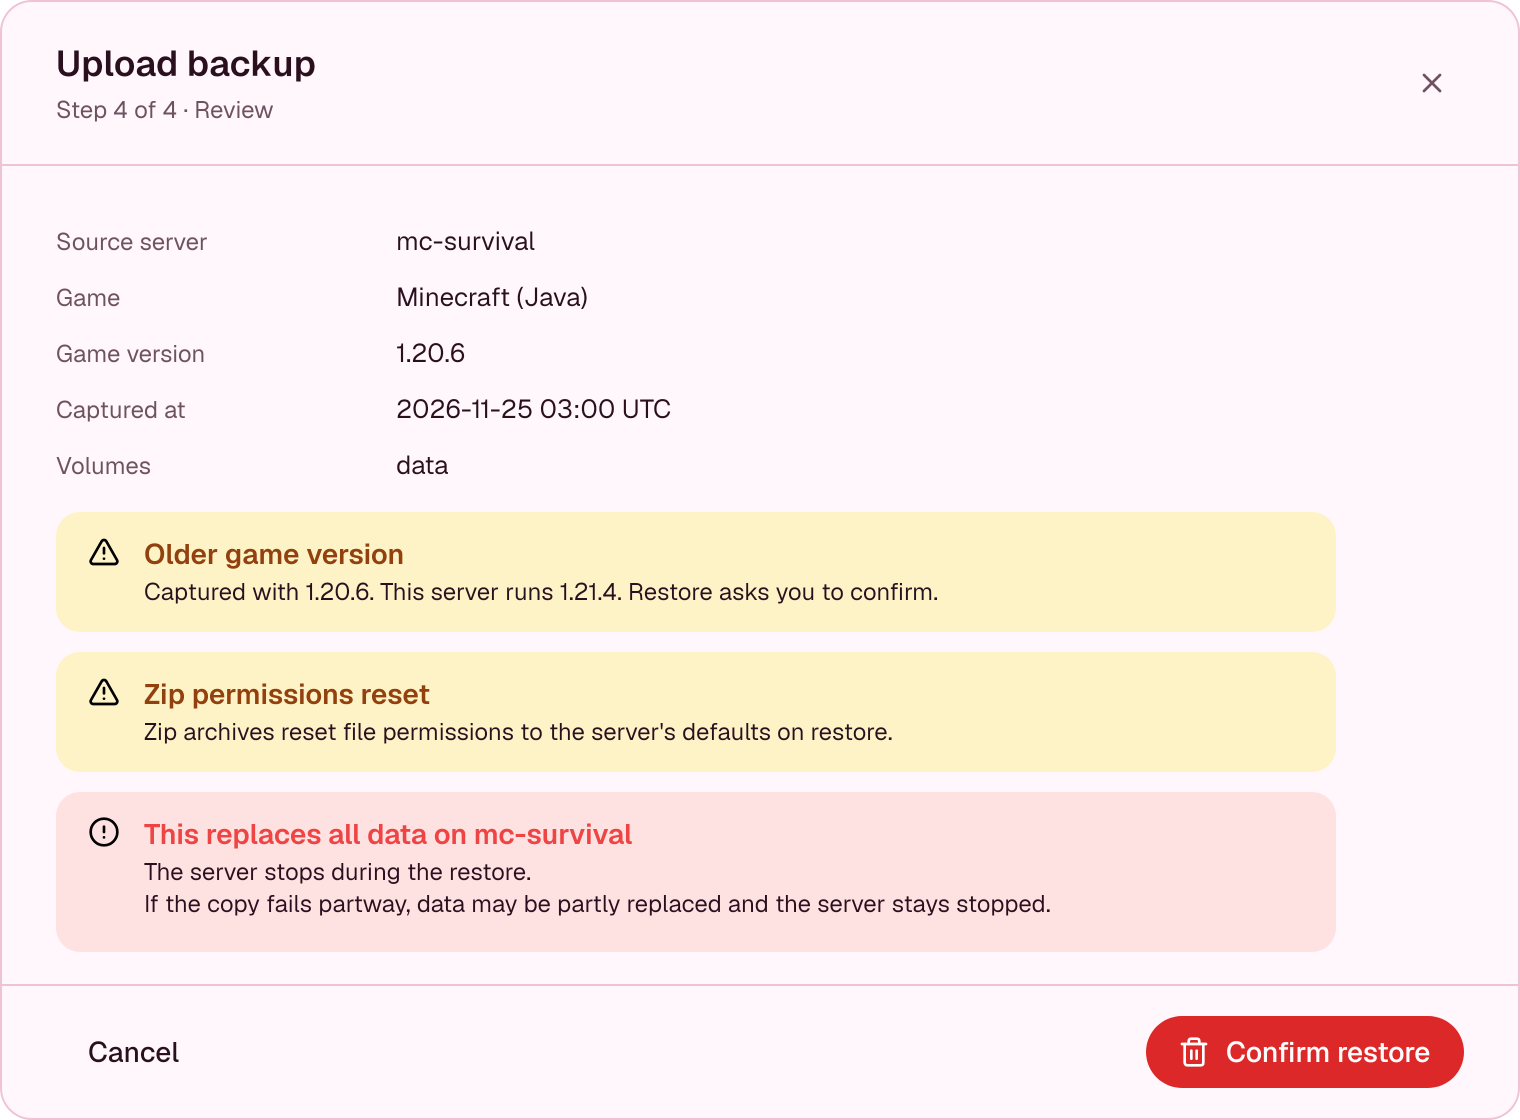 Upload backup
Step 4 of 4 · Review
Source server mc-survival
Game Minecraft (Java)
Game version 1.20.6
Captured at 2026-11-25 03:00 UTC
Volumes data
Older game version
Captured with 1.20.6. This server runs 1.21.4. Restore asks you to confirm.
Zip permissions reset
Zip archives reset file permissions to the server's defaults on restore.
This replaces all data on mc-survival
The server stops during the restore.
If the copy fails partway, data may be partly replaced and the server stays stopped.
Cancel Confirm restore